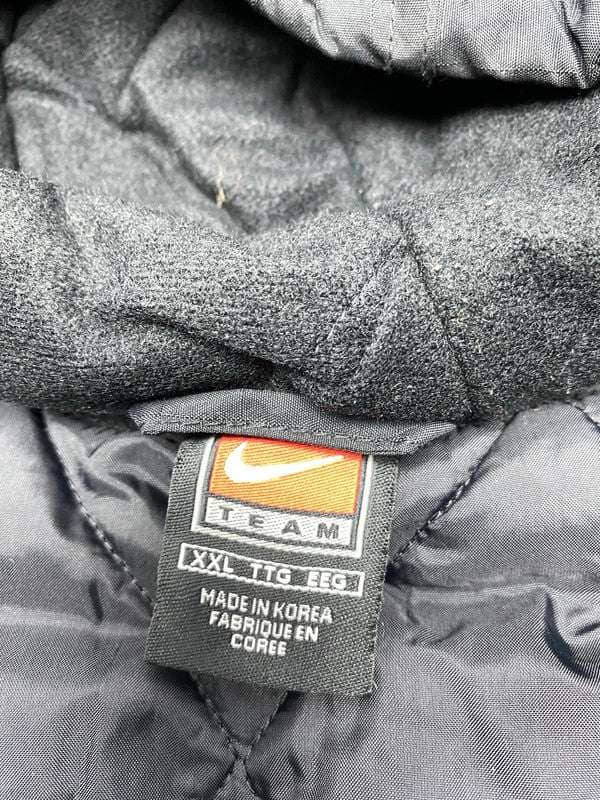 TEAM
XXL TTG EEG
MADE IN KOREA
FABRIQUE EN
COREE